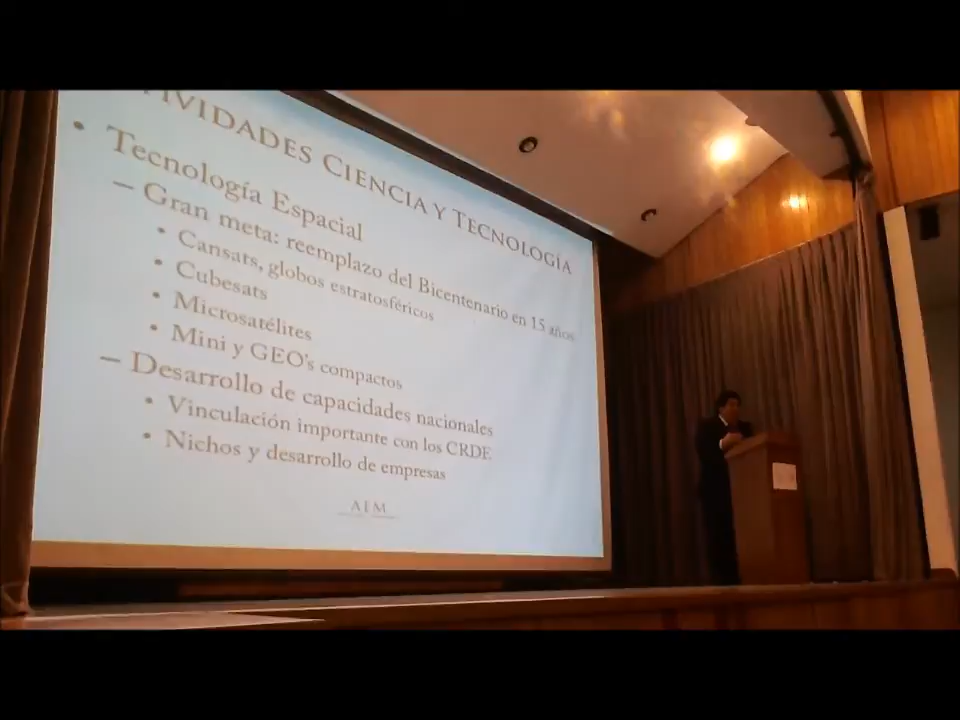 TIVIDADES CIENCIA Y TECNOLOGÍA
• Tecnología Espacial
– Gran meta: reemplazo del Bicentenario en 15 años
• Cansats, globos estratosféricos
• Cubesats
• Microsatélites
• Mini y GEO's compactos
– Desarrollo de capacidades nacionales
• Vinculación importante con los CRDE
• Nichos y desarrollo de empresas
AEM